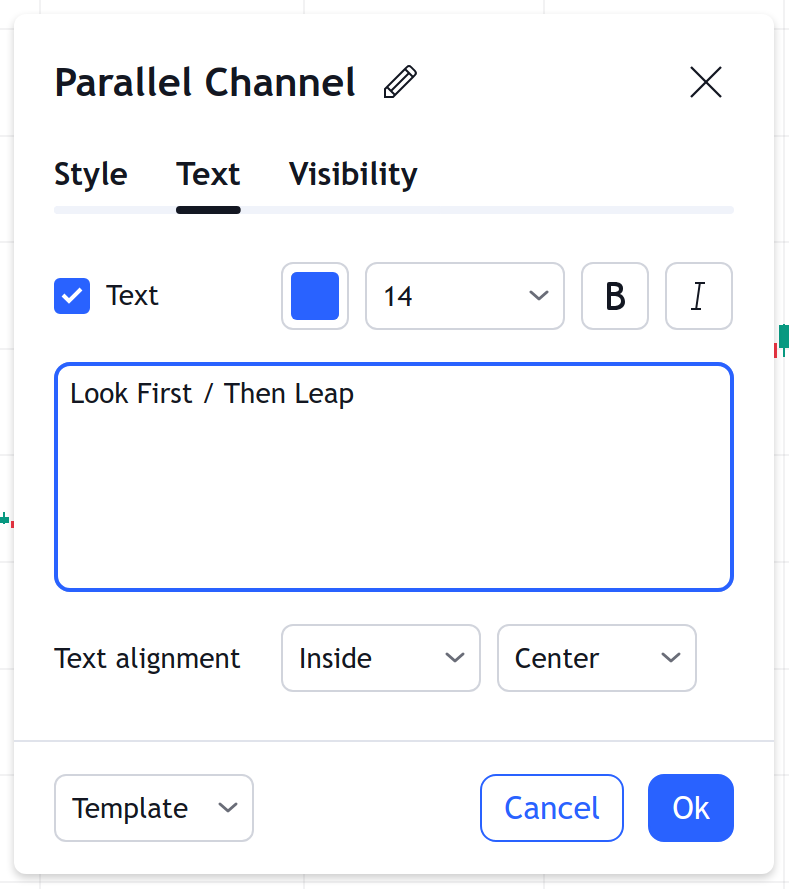 Parallel Channel
Style Text Visibility
Text 14 B I
Look First / Then Leap
Text alignment Inside Center
Template Cancel Ok